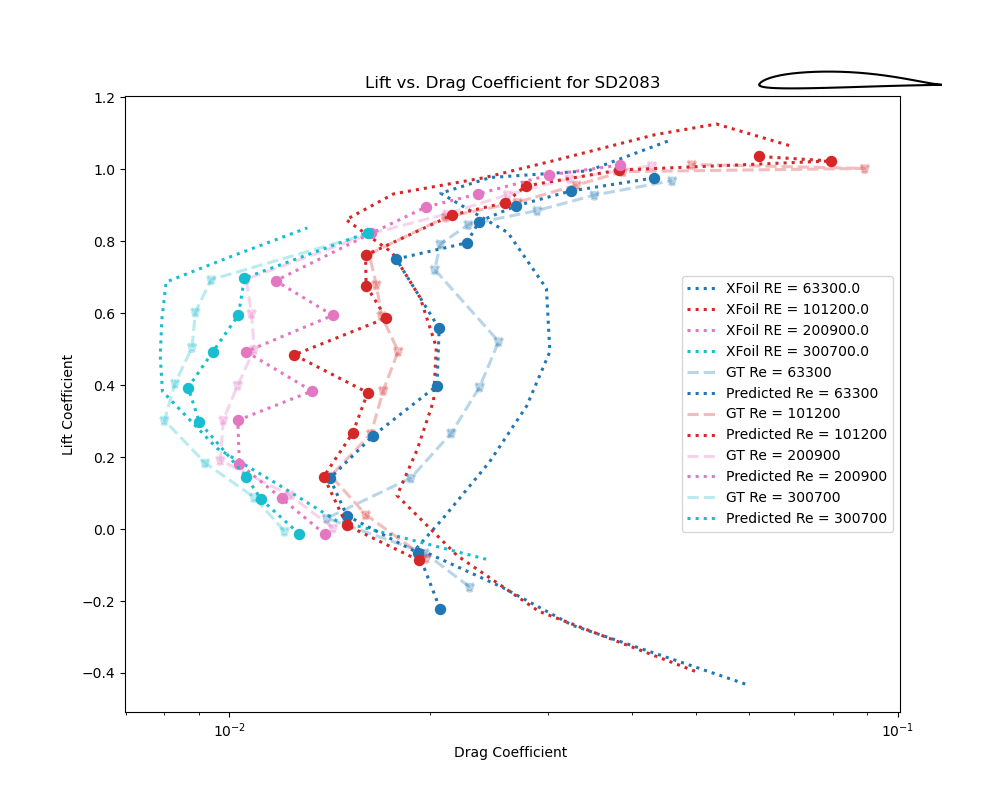 Lift vs. Drag Coefficient for SD2083
1.2
1.0
0.8
0.6
0.4
0.2
0.0
−0.2
−0.4
Lift Coefficient
XFoil RE = 63300.0
XFoil RE = 101200.0
XFoil RE = 200900.0
XFoil RE = 300700.0
GT Re = 63300
Predicted Re = 63300
GT Re = 101200
Predicted Re = 101200
GT Re = 200900
Predicted Re = 200900
GT Re = 300700
Predicted Re = 300700
10⁻² 10⁻¹
Drag Coefficient